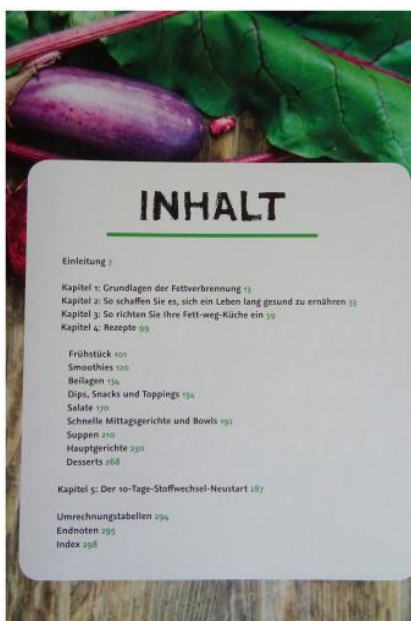 INHALT
Einleitung 7
Kapitel 1: Grundlagen der Fettverbrennung 13
Kapitel 2: So schaffen Sie es, sich ein Leben lang gesund zu ernähren 33
Kapitel 3: So richten Sie Ihre Fett-weg-Küche ein 59
Kapitel 4: Rezepte 99
Frühstück 101
Smoothies 120
Beilagen 134
Dips, Snacks und Toppings 154
Salate 170
Schnelle Mittagsgerichte und Bowls 192
Suppen 210
Hauptgerichte 230
Desserts 268
Kapitel 5: Der 10-Tage-Stoffwechsel-Neustart 287
Umrechnungstabellen 294
Endnoten 295
Index 298